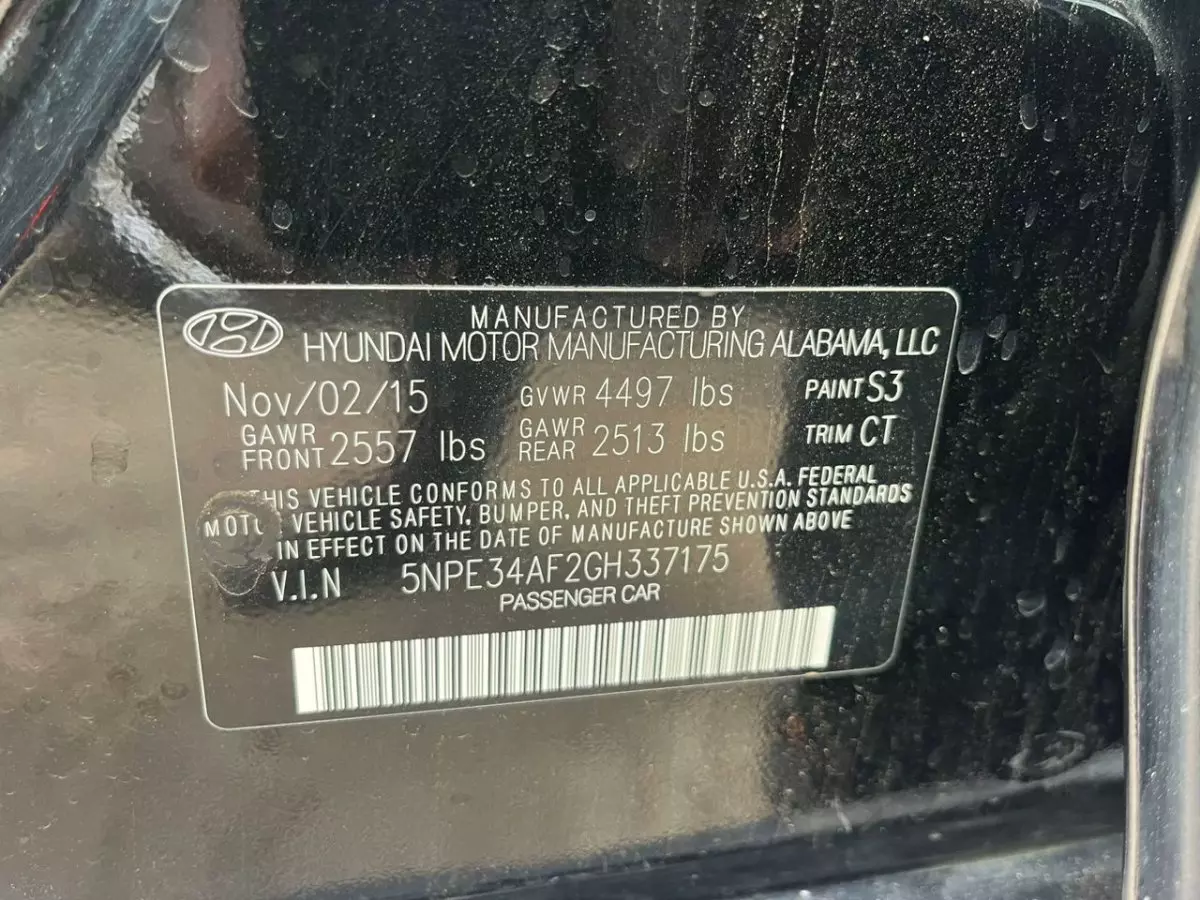 MANUFACTURED BY
HYUNDAI MOTOR MANUFACTURING ALABAMA, LLC
Nov/02/15 GVWR 4497 lbs PAINT S3
GAWR FRONT 2557 lbs GAWR REAR 2513 lbs TRIM CT
THIS VEHICLE CONFORMS TO ALL APPLICABLE U.S.A. FEDERAL
MOTOR VEHICLE SAFETY, BUMPER, AND THEFT PREVENTION STANDARDS
IN EFFECT ON THE DATE OF MANUFACTURE SHOWN ABOVE
V.I.N 5NPE34AF2GH337175
PASSENGER CAR